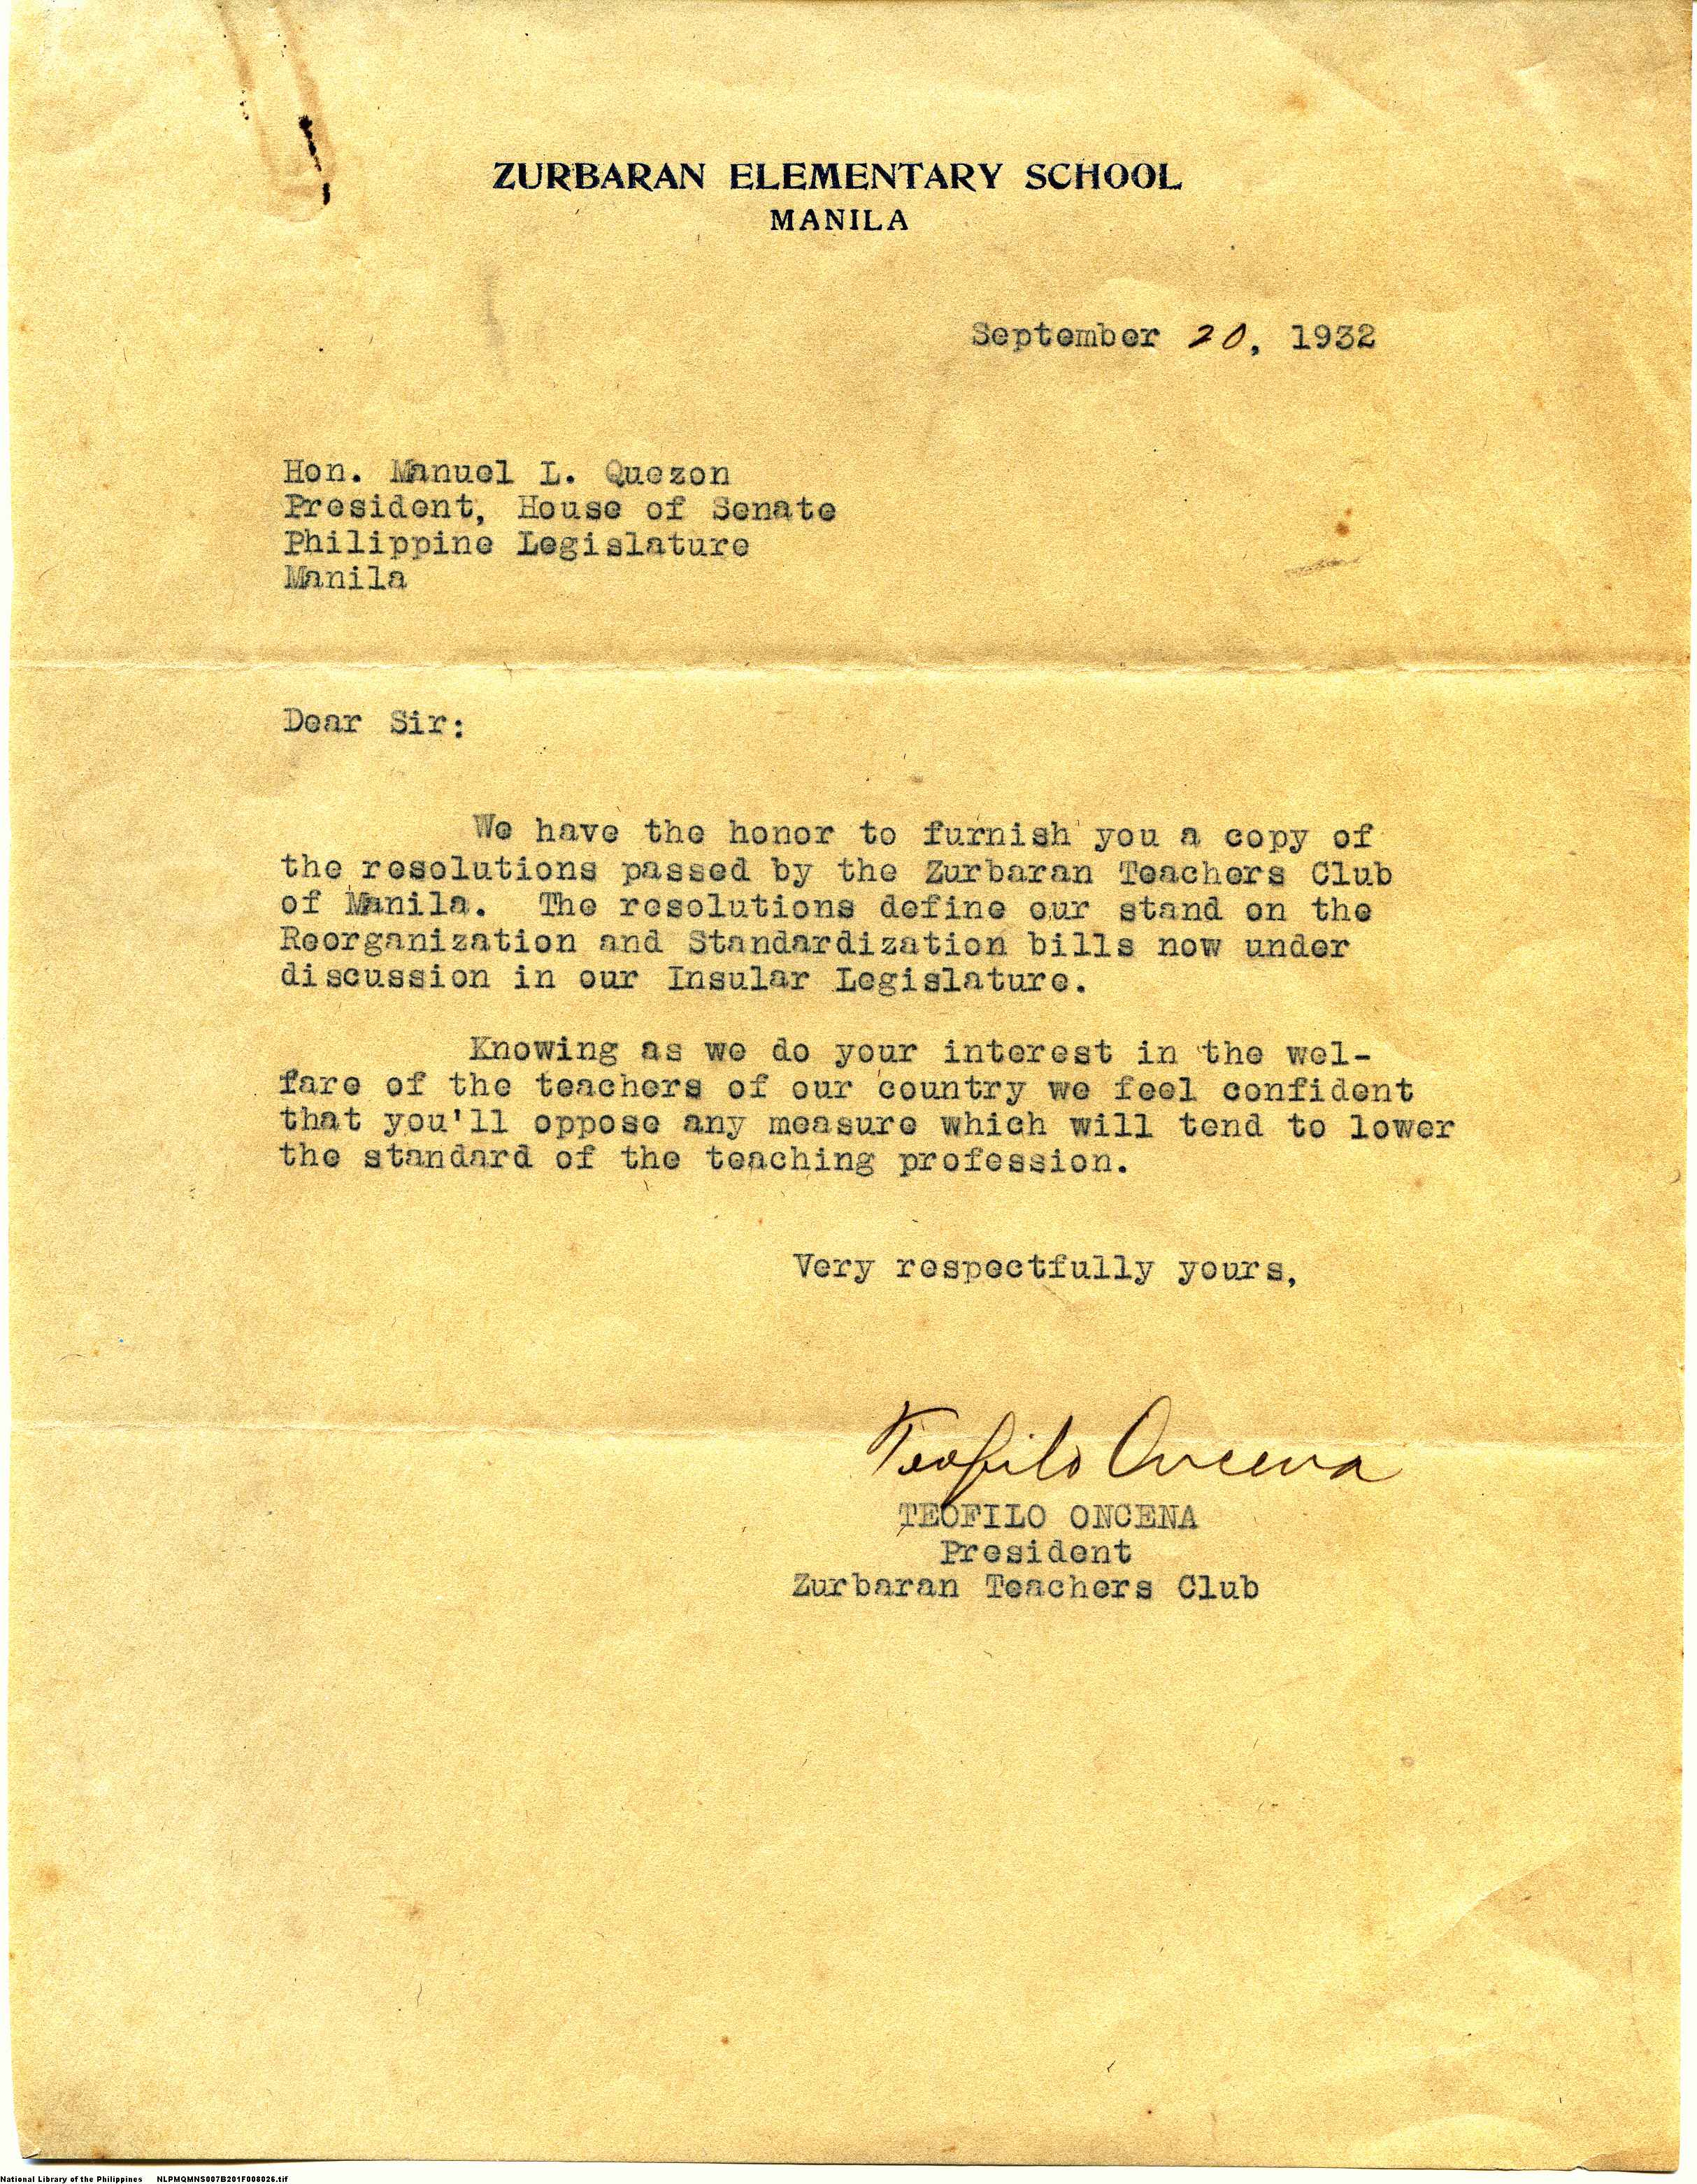 ZURBARAN ELEMENTARY SCHOOL
MANILA
September 20, 1932
Hon. Manuel L. Quezon
President, House of Senate
Philippine Legislature
Manila
Dear Sir:
We have the honor to furnish you a copy of
the resolutions passed by the Zurbaran Teachers Club
of Manila. The resolutions define our stand on the
Reorganization and Standardization bills now under
discussion in our Insular Legislature.
Knowing as we do your interest in the wel-
fare of the teachers of our country we feel confident
that you'll oppose any measure which will tend to lower
the standard of the teaching profession.
Very respectfully yours,
Teofilo Oncena
TEOFILO ONCENA
President
Zurbaran Teachers Club
National Library of the Philippines NLPMQMNS007B201F008026.tif